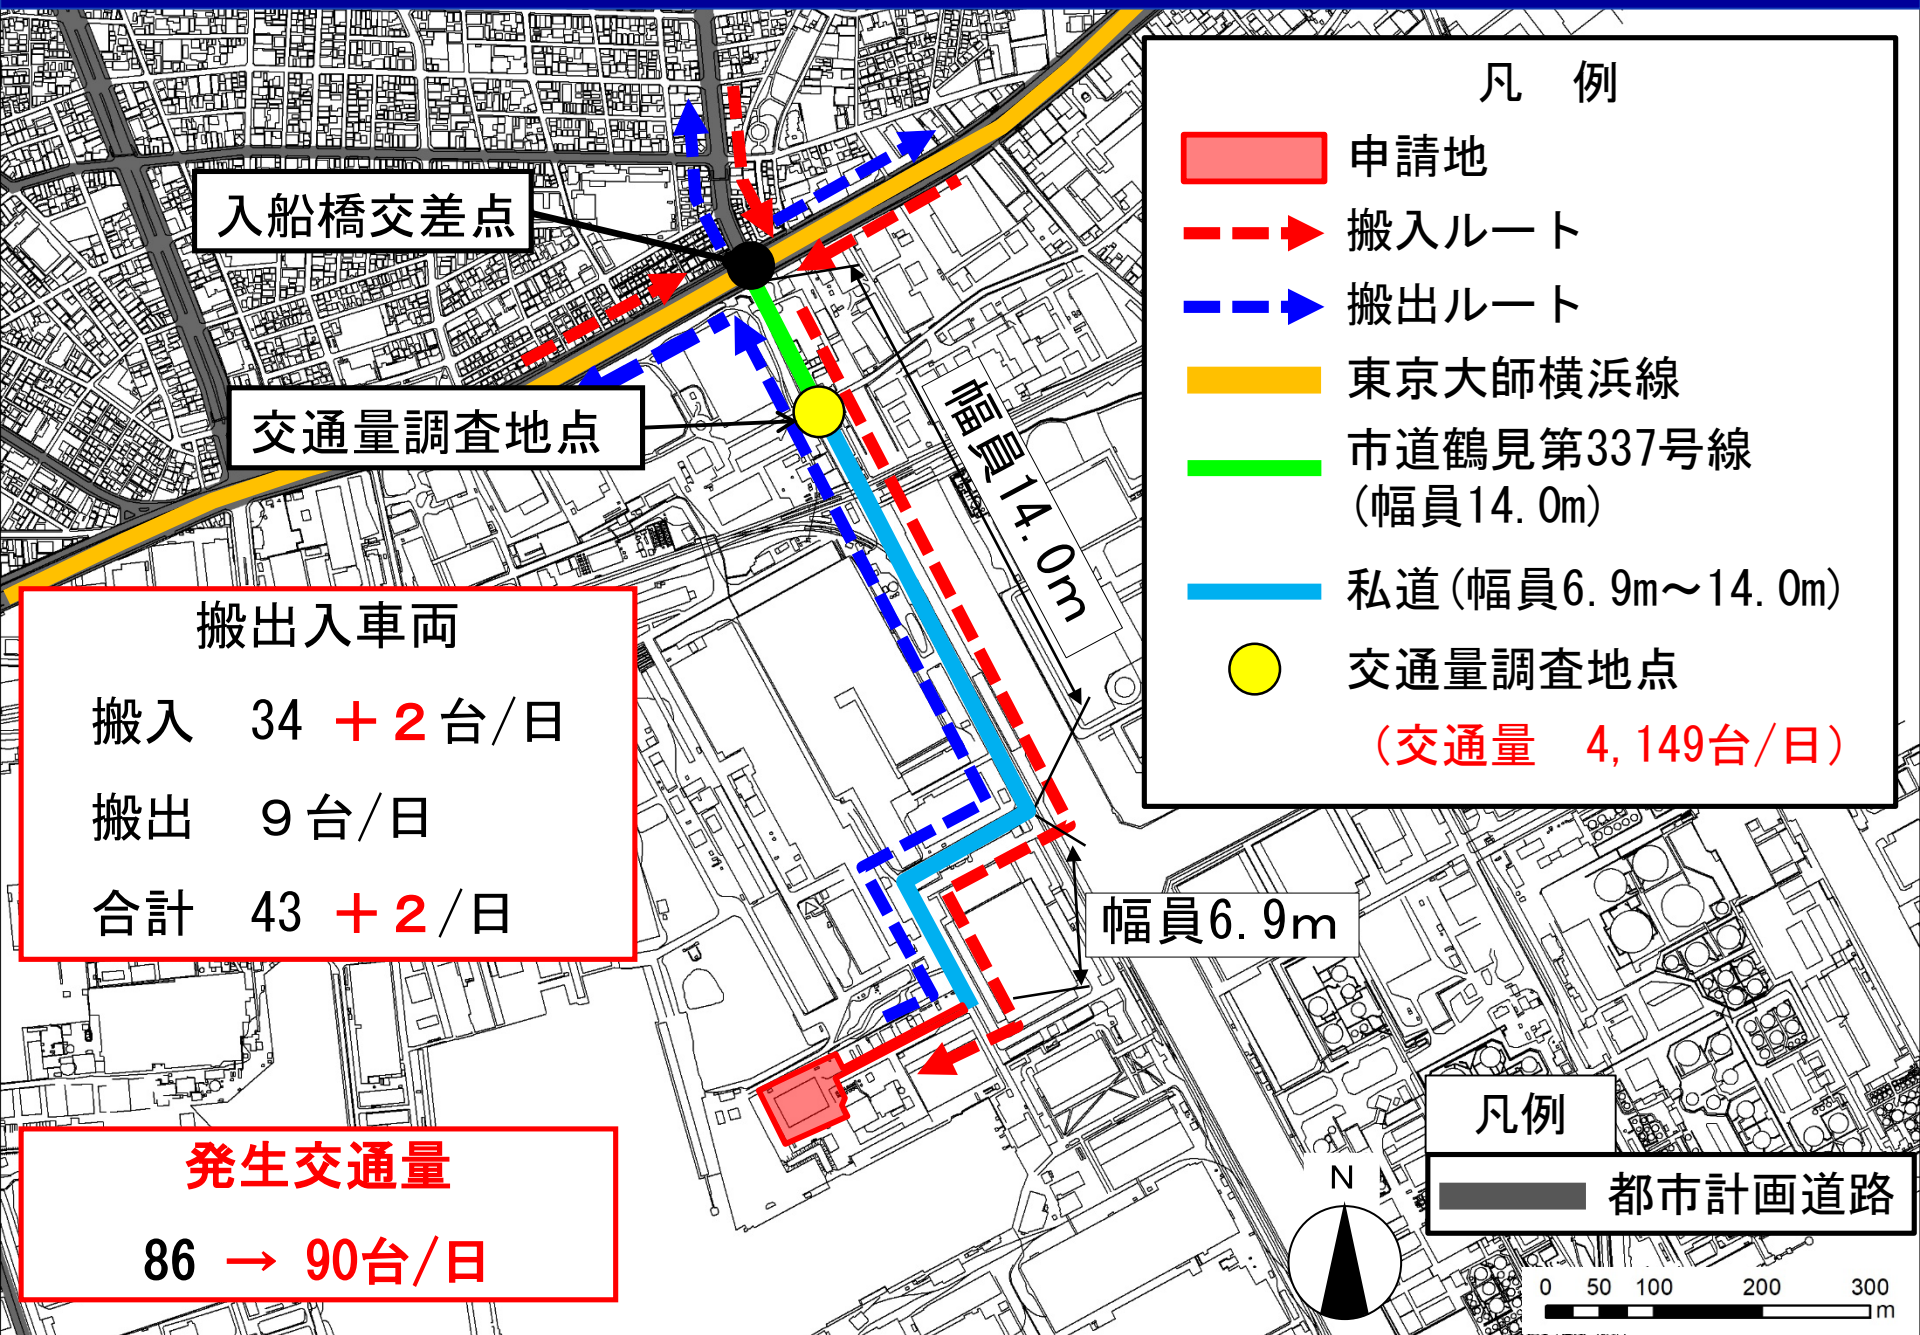 凡　例
申請地
搬入ルート
搬出ルート
東京大師横浜線
市道鶴見第337号線
(幅員14.0m)
私道(幅員6.9m～14.0m)
交通量調査地点
（交通量　4,149台/日）
入船橋交差点
交通量調査地点
幅員14.0m
幅員6.9m
搬出入車両
搬入　34 ＋２台/日
搬出　９台/日
合計　43 ＋２/日
発生交通量
86 → 90台/日
凡例
都市計画道路
N
0 50 100 200 300
m